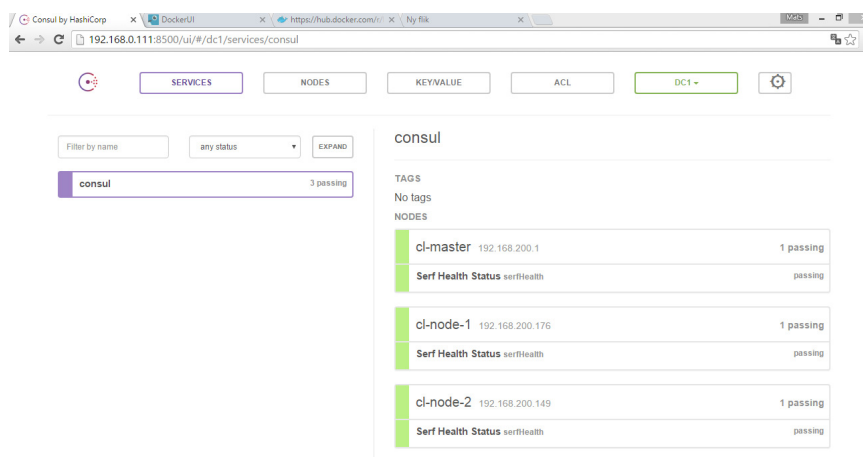 Consul by HashiCorp
DockerUI
https://hub.docker.com/r/
Ny flik
Mats
192.168.0.111:8500/ui/#/dc1/services/consul
SERVICES
NODES
KEY/VALUE
ACL
DC1
Filter by name
any status
EXPAND
consul
3 passing
consul
TAGS
No tags
NODES
cl-master 192.168.200.1 1 passing
Serf Health Status serfHealth passing
cl-node-1 192.168.200.176 1 passing
Serf Health Status serfHealth passing
cl-node-2 192.168.200.149 1 passing
Serf Health Status serfHealth passing